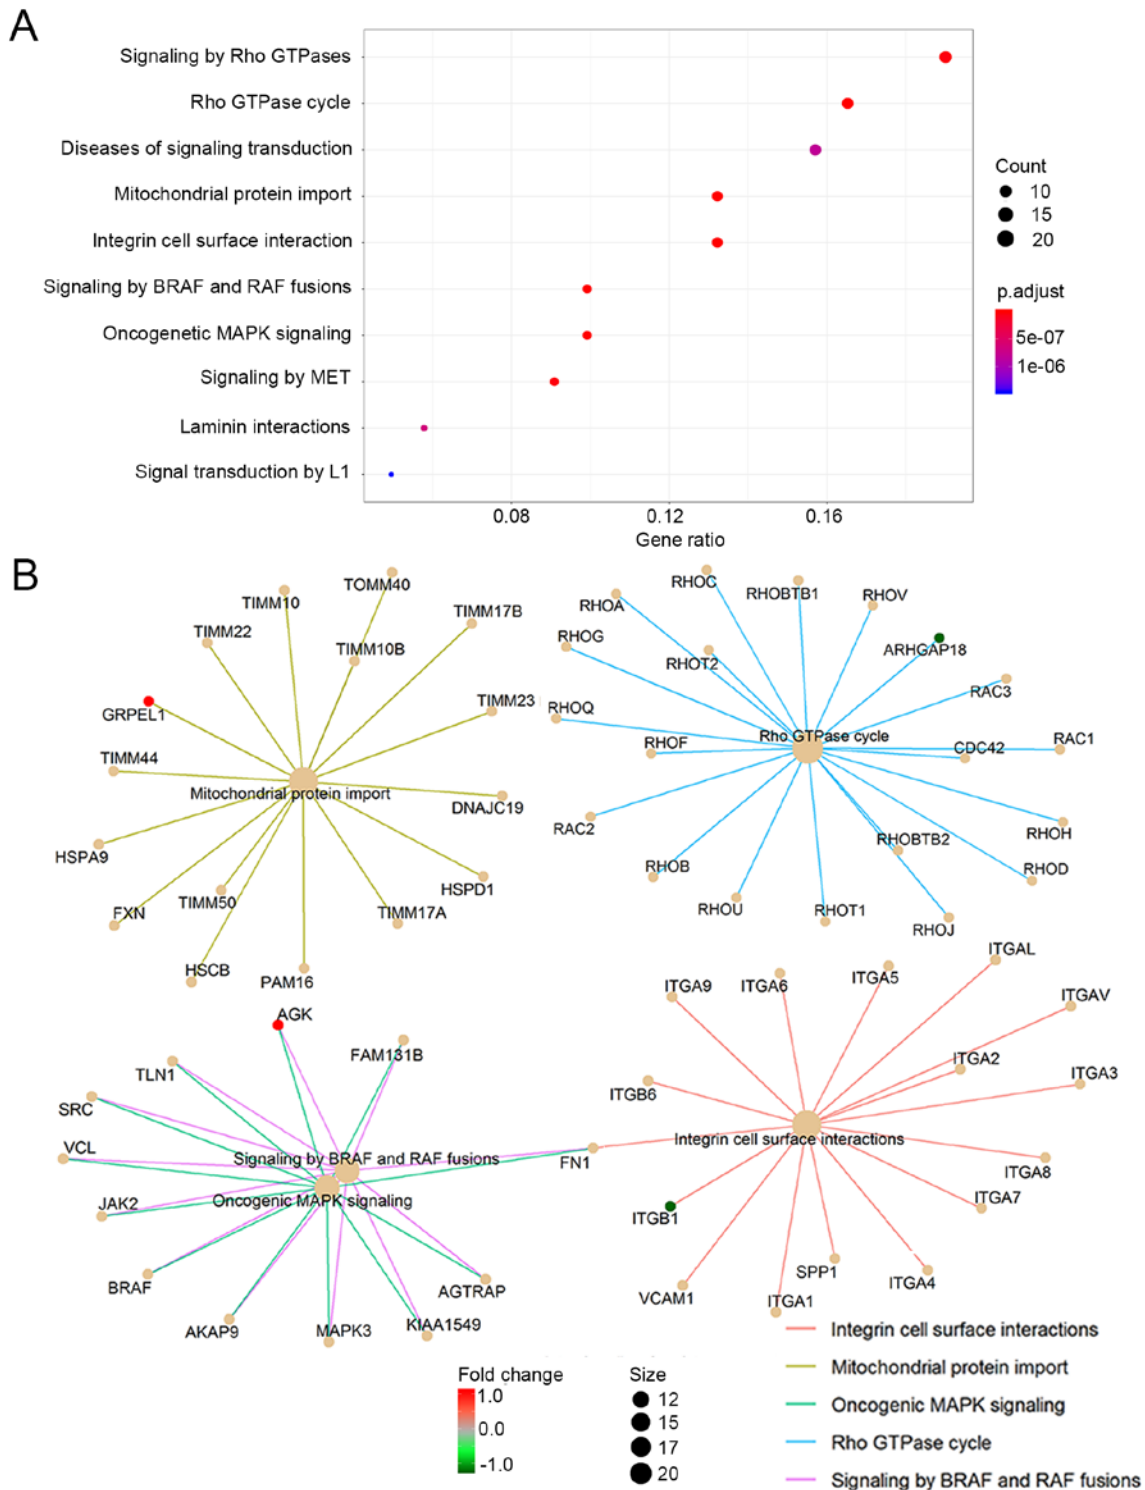 A
Signaling by Rho GTPases
Rho GTPase cycle
Diseases of signaling transduction
Mitochondrial protein import
Integrin cell surface interaction
Signaling by BRAF and RAF fusions
Oncogenetic MAPK signaling
Signaling by MET
Laminin interactions
Signal transduction by L1
0.08
0.12
0.16
Gene ratio
Count
10
15
20
p.adjust
5e-07
1e-06
B
TOMM40
TIMM10
TIMM17B
TIMM22
TIMM10B
GRPEL1
TIMM23
TIMM44
Mitochondrial protein import
DNAJC19
HSPA9
HSPD1
TIMM50
FXN
TIMM17A
HSCB
PAM16
RHOC
RHOBTB1
RHOV
RHOA
RHOG
ARHGAP18
RHOT2
RAC3
RHOQ
Rho GTPase cycle
RHOF
CDC42
RAC1
RAC2
RHOH
RHOBTB2
RHOB
RHOD
RHOU
RHOT1
RHOJ
AGK
FAM131B
TLN1
SRC
VCL
Signaling by BRAF and RAF fusions
FN1
JAK2
Oncogenic MAPK signaling
BRAF
AGTRAP
AKAP9
MAPK3
KIAA1549
ITGAL
ITGA5
ITGA6
ITGA9
ITGAV
ITGA2
ITGA3
ITGB6
Integrin cell surface interactions
ITGA8
ITGA7
ITGB1
SPP1
ITGA4
VCAM1
ITGA1
Fold change
1.0
0.0
-1.0
Size
12
15
17
20
Integrin cell surface interactions
Mitochondrial protein import
Oncogenic MAPK signaling
Rho GTPase cycle
Signaling by BRAF and RAF fusions